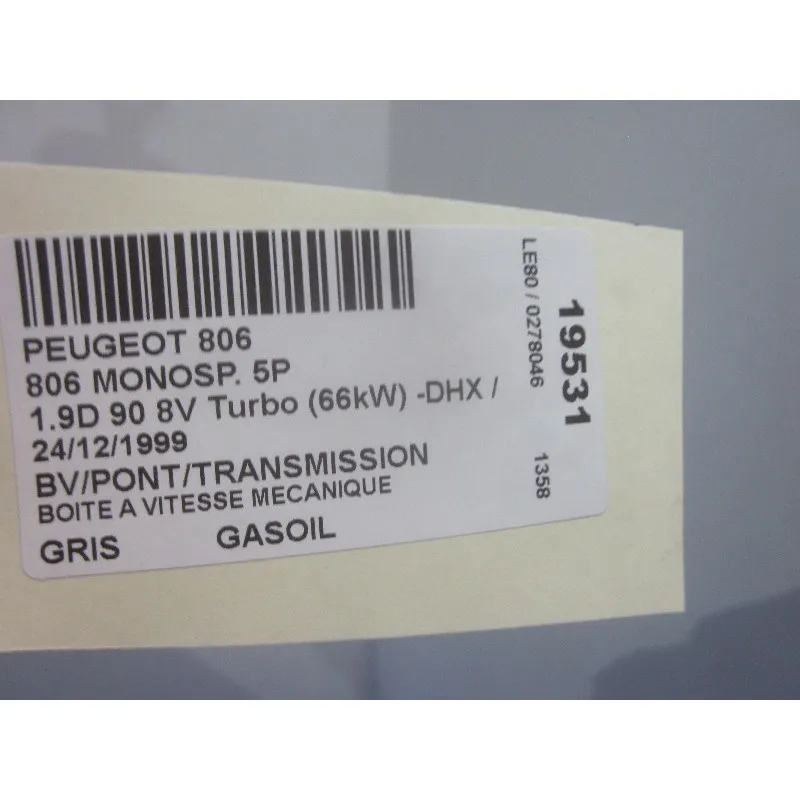 PEUGEOT 806
806 MONOSP. 5P
1.9D 90 8V Turbo (66kW) -DHX /
24/12/1999
BV/PONT/TRANSMISSION
BOITE A VITESSE MECANIQUE
GRIS GASOIL
LE80 / 0278046
1358
19531